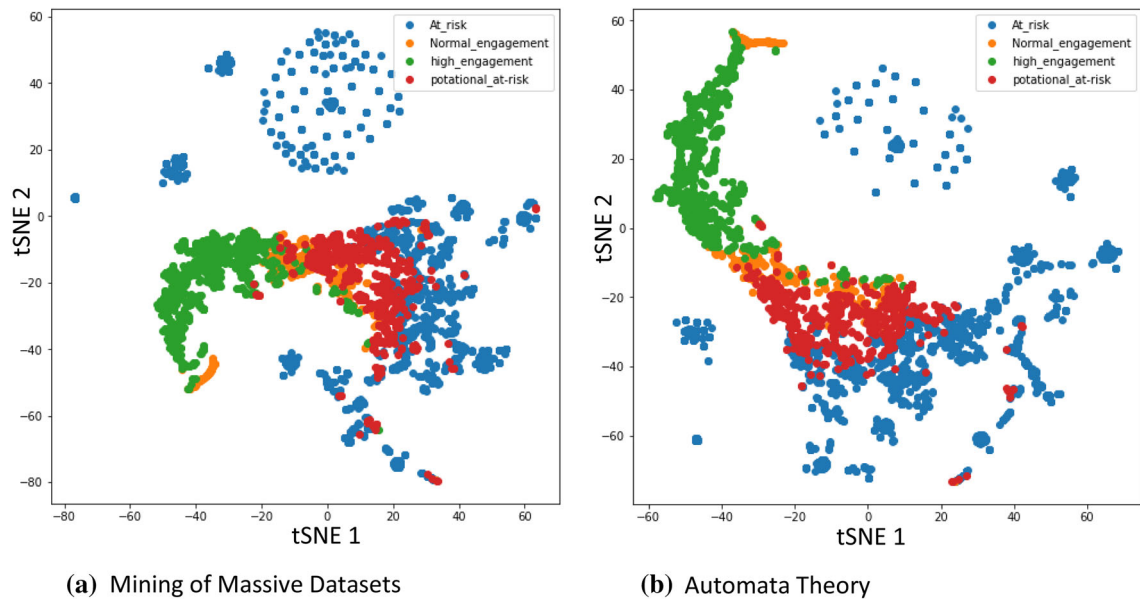 60
40
20
0
−20
−40
−60
−80
tSNE 2
−80
−60
−40
−20
0
20
40
60
tSNE 1
At_risk
Normal_engagement
high_engagement
potational_at-risk
(a) Mining of Massive Datasets
60
40
20
0
−20
−40
−60
tSNE 2
−60
−40
−20
0
20
40
60
tSNE 1
At_risk
Normal_engagement
high_engagement
potational_at-risk
(b) Automata Theory